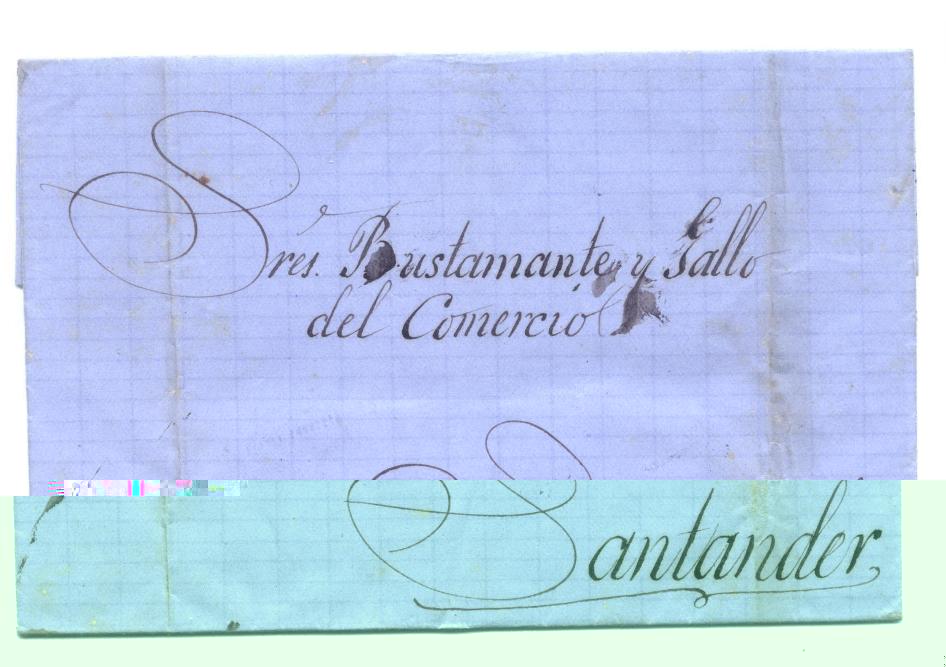 Sres. Bustamante y Gallo
del Comercio
Santander